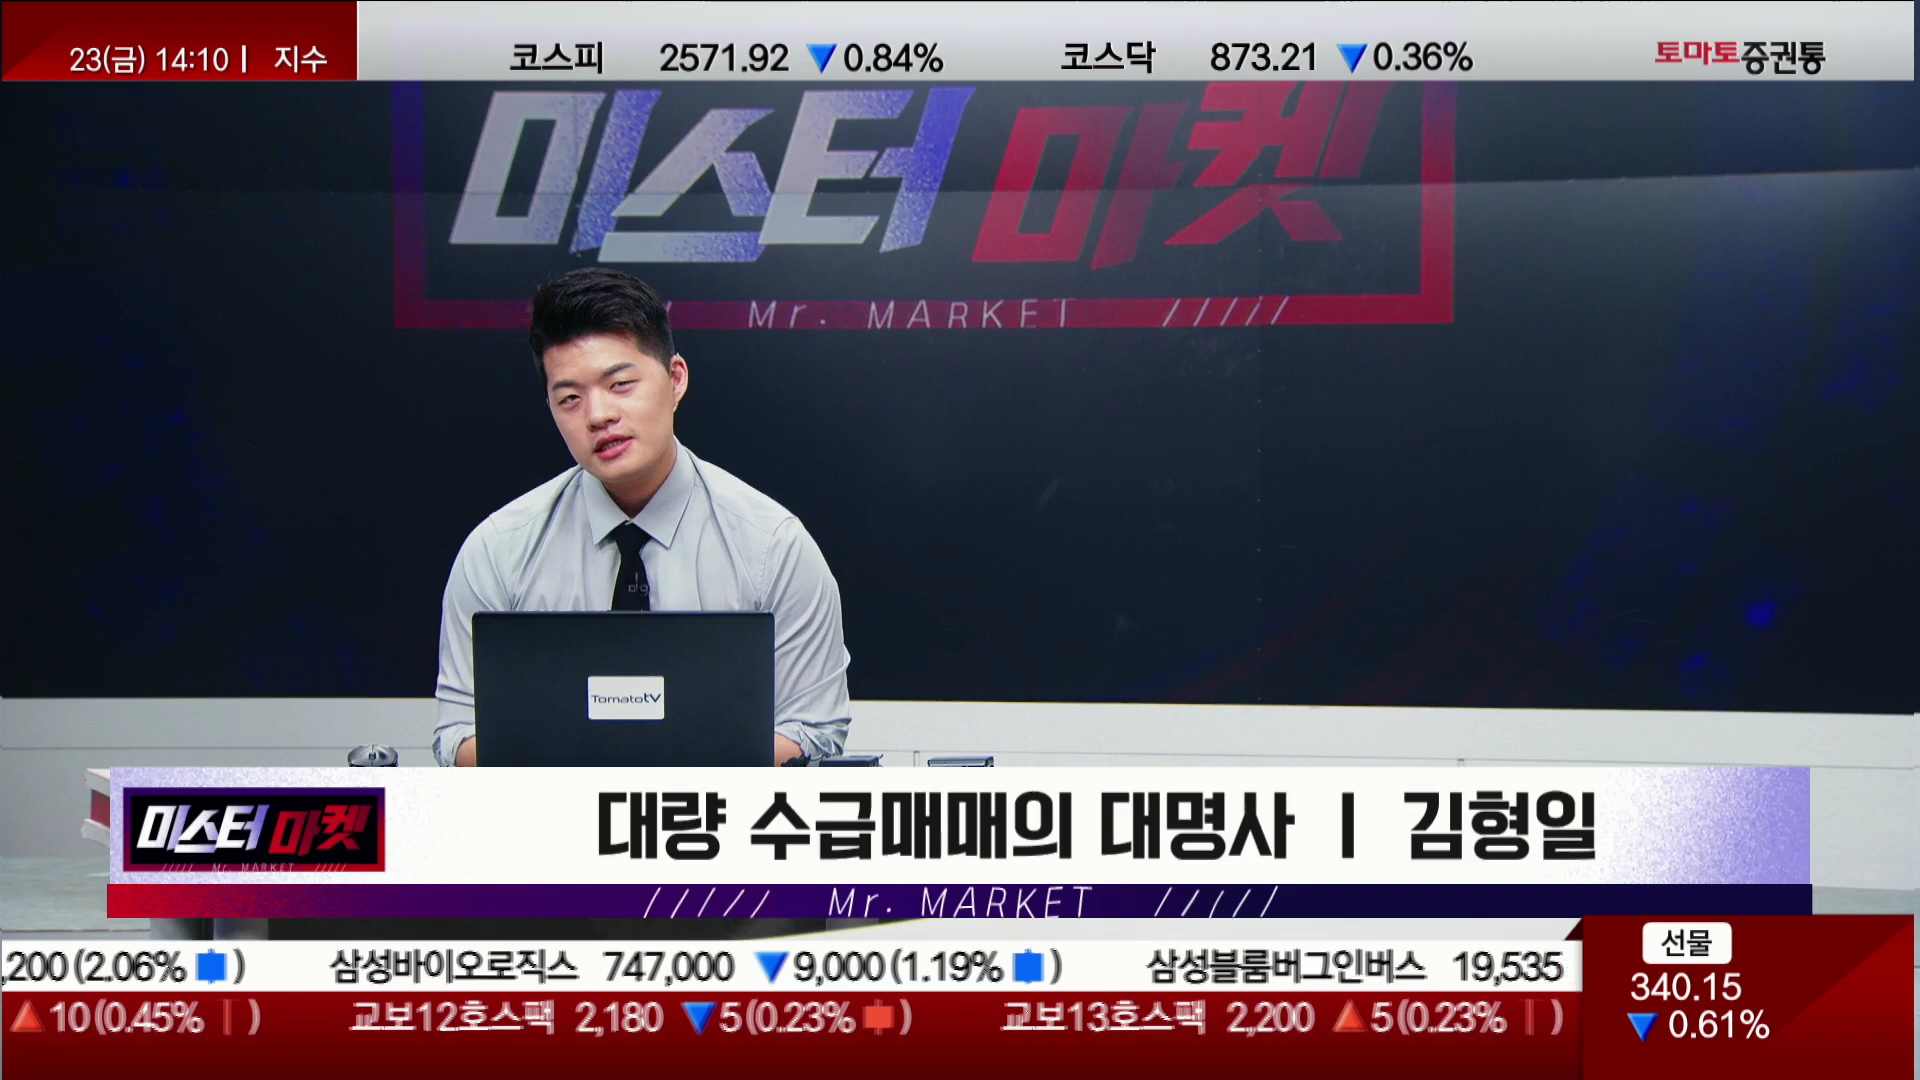 23(금) 14:10 | 지수 코스피 2571.92 ▼0.84% 코스닥 873.21 ▼0.36% 토마토증권통
미스터 마켓
Mr. MARKET /////
TomatoTV
미스터 마켓
///// Mr. MARKET /////
대량 수급매매의 대명사 | 김형일
///// Mr. MARKET /////
,200(2.06% ) 삼성바이오로직스 747,000 ▼9,000(1.19% ) 삼성블룸버그인버스 19,535
▲10(0.45% ) 교보12호스팩 2,180 ▼5(0.23% ) 교보13호스팩 2,200 ▲5(0.23% )
선물
340.15
▼0.61%